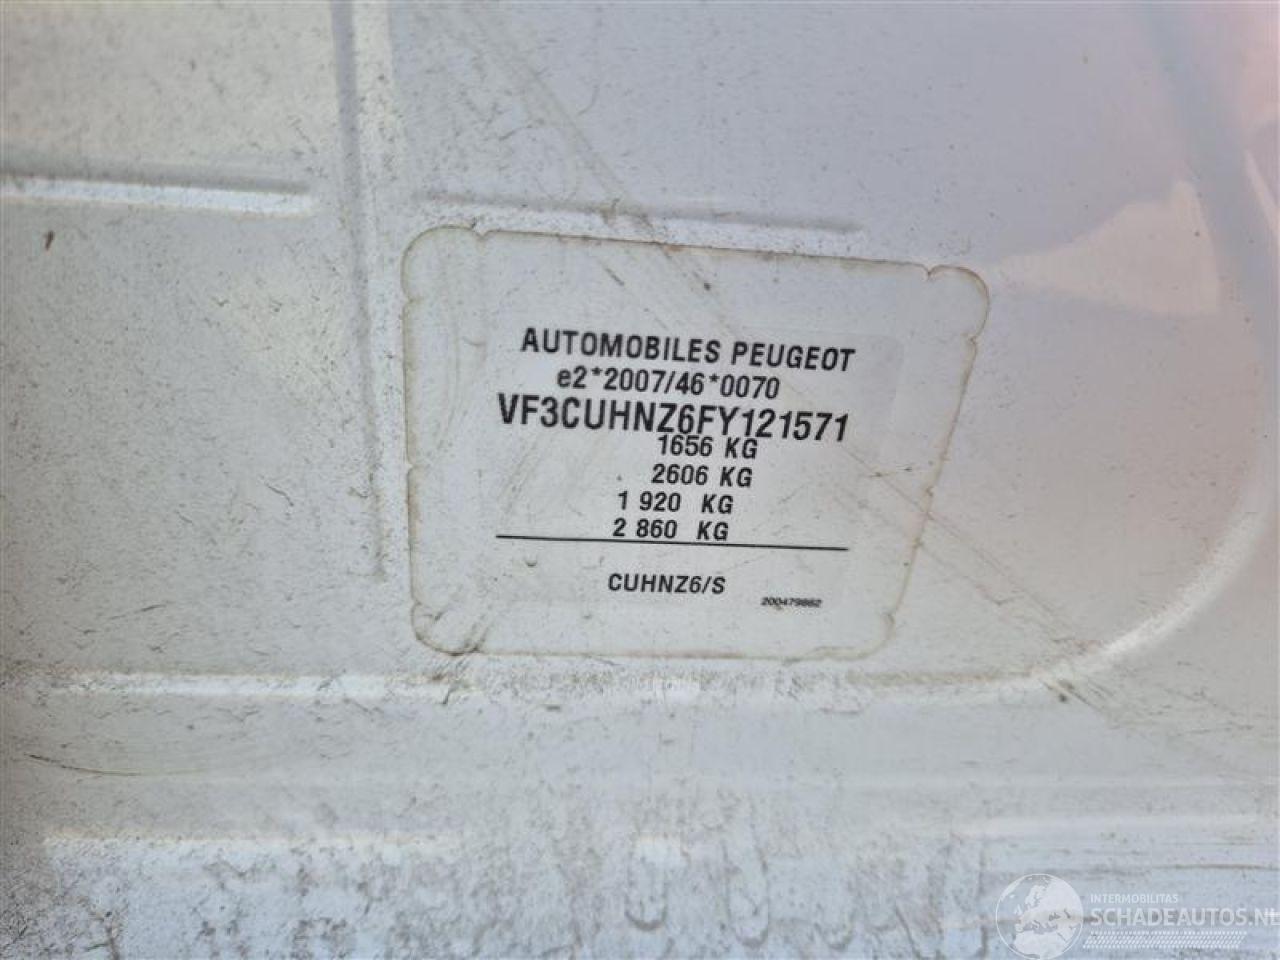 AUTOMOBILES PEUGEOT
e2*2007/46*0070
VF3CUHNZ6FY121571
1656 KG
2606 KG
1 920 KG
2 860 KG
CUHNZ6/S
200479862
INTERMOBILITAS
SCHADEAUTOS.NL